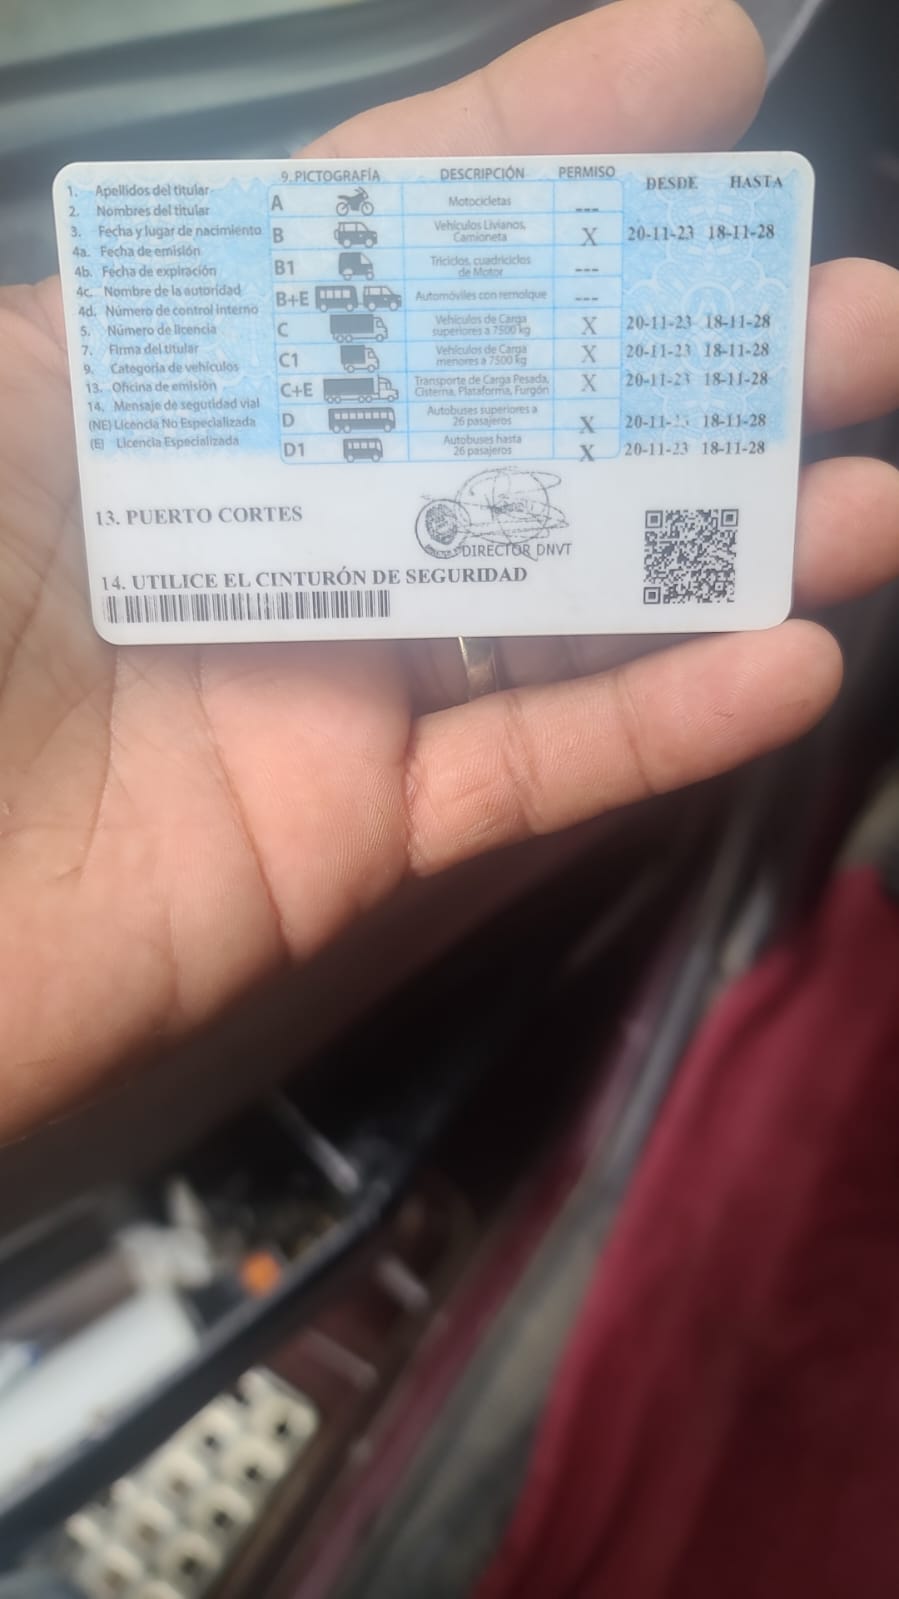 1. Apellidos del titular
2. Nombres del titular
3. Fecha y lugar de nacimiento
4a. Fecha de emisión
4b. Fecha de expiración
4c. Nombre de la autoridad
4d. Número de control interno
5. Número de licencia
7. Firma del titular
9. Categoría de vehículos
13. Oficina de emisión
14. Mensaje de seguridad vial
(NE) Licencia No Especializada
(E) Licencia Especializada
9. PICTOGRAFÍA DESCRIPCIÓN PERMISO DESDE HASTA
A Motocicletas ---
B Vehículos Livianos, Camioneta X 20-11-23 18-11-28
B1 Triciclos, cuadriciclos de Motor ---
B+E Automóviles con remolque ---
C Vehículos de Carga superiores a 7500 kg X 20-11-23 18-11-28
C1 Vehículos de Carga menores a 7500 kg X 20-11-23 18-11-28
C+E Transporte de Carga Pesada, Cisterna, Plataforma, Furgón X 20-11-23 18-11-28
D Autobuses superiores a 26 pasajeros X 18-11-28
D1 Autobuses hasta 26 pasajeros X 20-11-23 18-11-28
13. PUERTO CORTES
DIRECTOR DNVT
14. UTILICE EL CINTURÓN DE SEGURIDAD